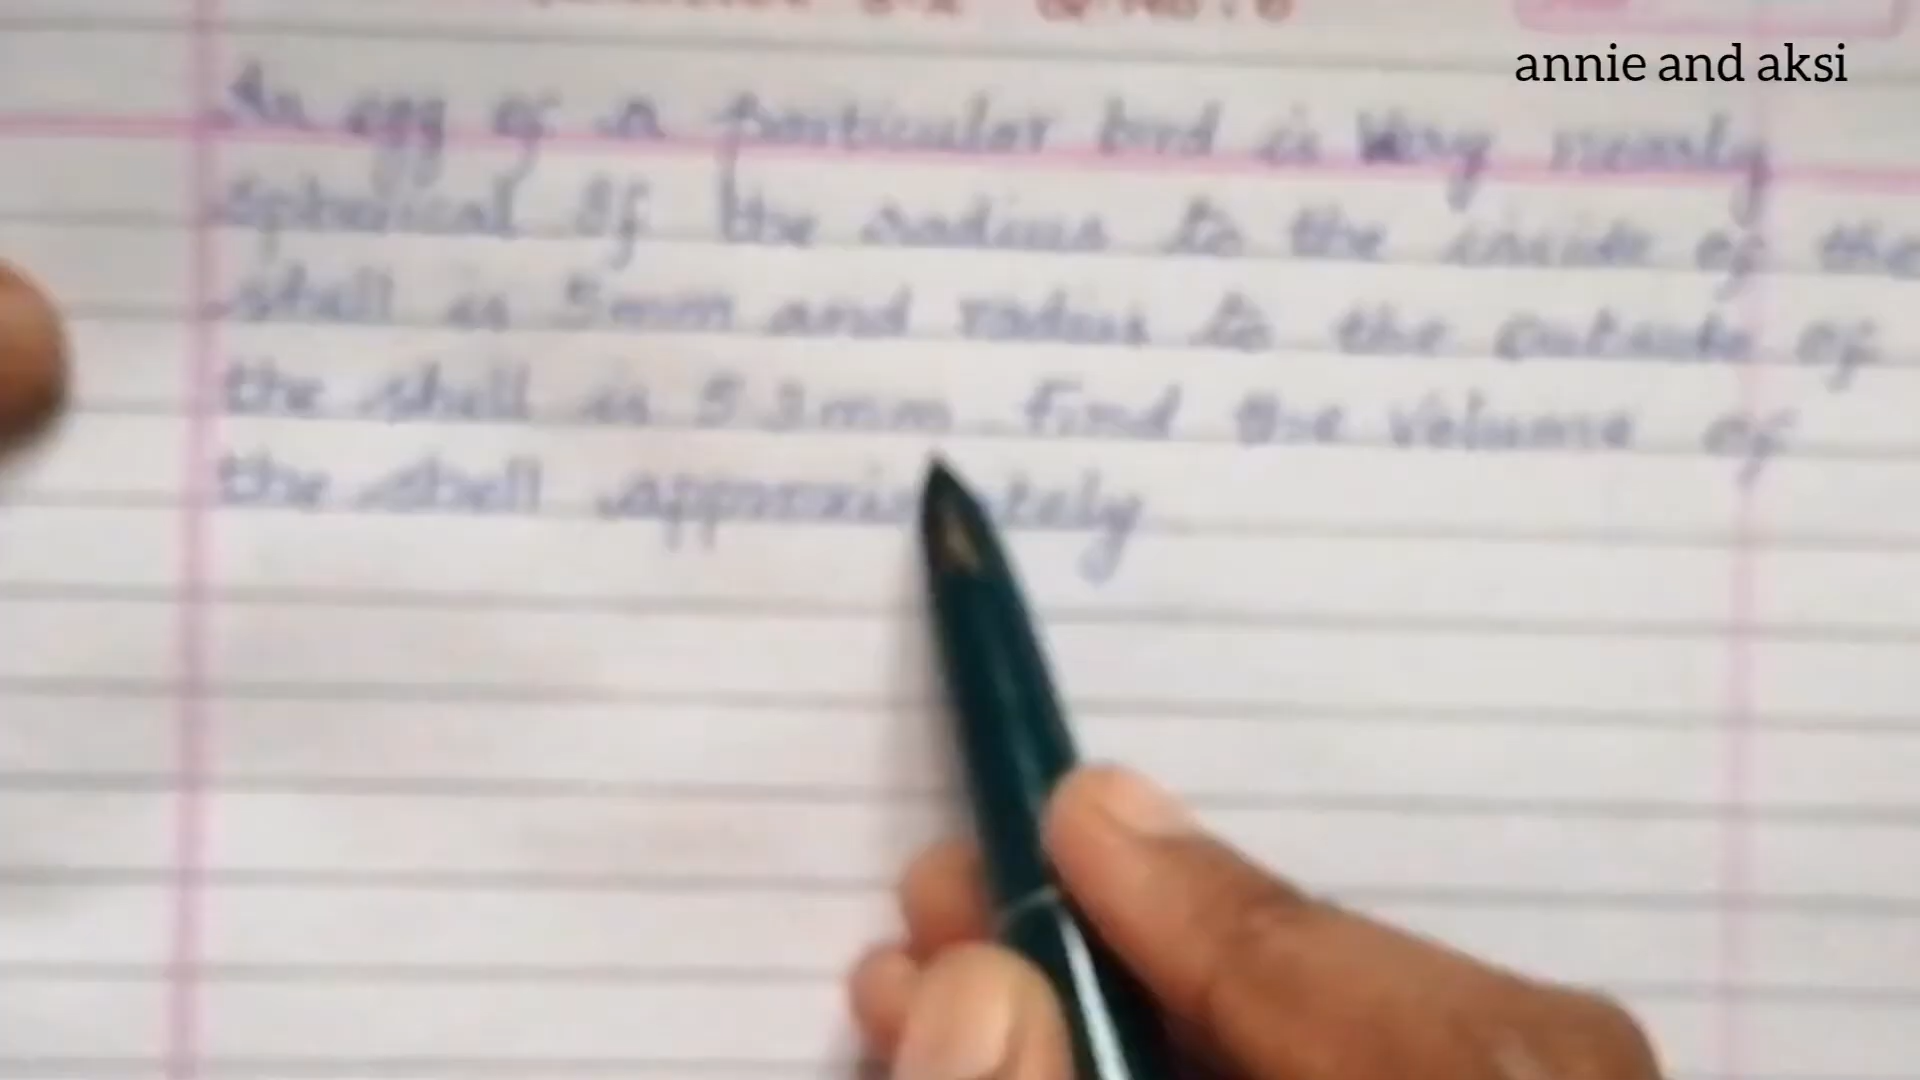 annie and aksi
An egg of a particular bird is very nearly
spherical If the radius to the inside of the
shell is 5mm and radius to the outside of
the shell is 5.3mm. Find the volume of
the shell approximately